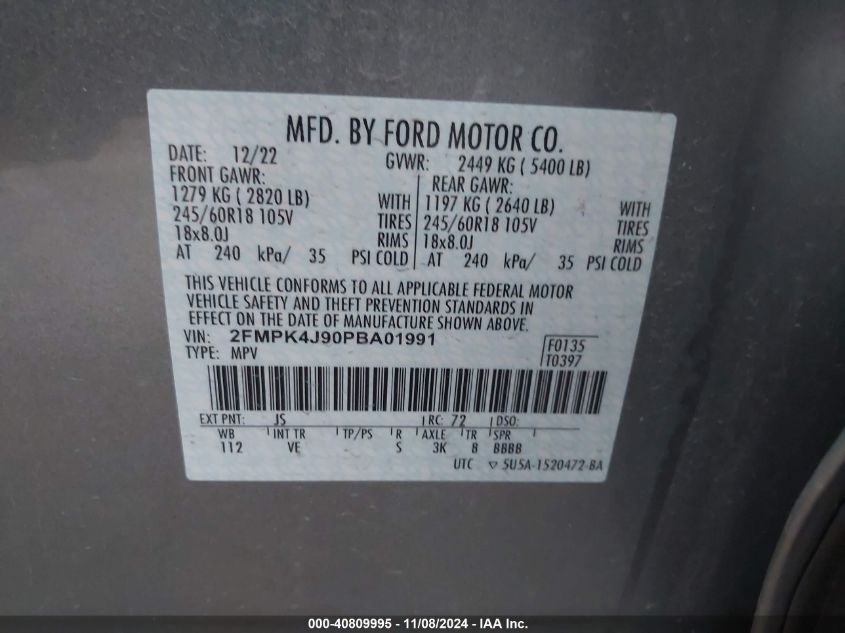 MFD. BY FORD MOTOR CO.
DATE: 12/22 GVWR: 2449 KG ( 5400 LB)
FRONT GAWR: REAR GAWR:
1279 KG ( 2820 LB) WITH 1197 KG ( 2640 LB) WITH
245/60R18 105V TIRES 245/60R18 105V TIRES
18x8.0J RIMS 18x8.0J RIMS
AT 240 kPa/ 35 PSI COLD AT 240 kPa/ 35 PSI COLD
THIS VEHICLE CONFORMS TO ALL APPLICABLE FEDERAL MOTOR
VEHICLE SAFETY AND THEFT PREVENTION STANDARDS IN
EFFECT ON THE DATE OF MANUFACTURE SHOWN ABOVE.
VIN: 2FMPK4J90PBA01991 F0135
TYPE: MPV T0397
EXT PNT: JS RC: 72 DSO:
WB INT TR TP/PS R AXLE TR SPR
112 VE S 3K 8 BBBB
UTC ▽ 5U5A-1520472-BA
000-40809995 - 11/08/2024 - IAA Inc.